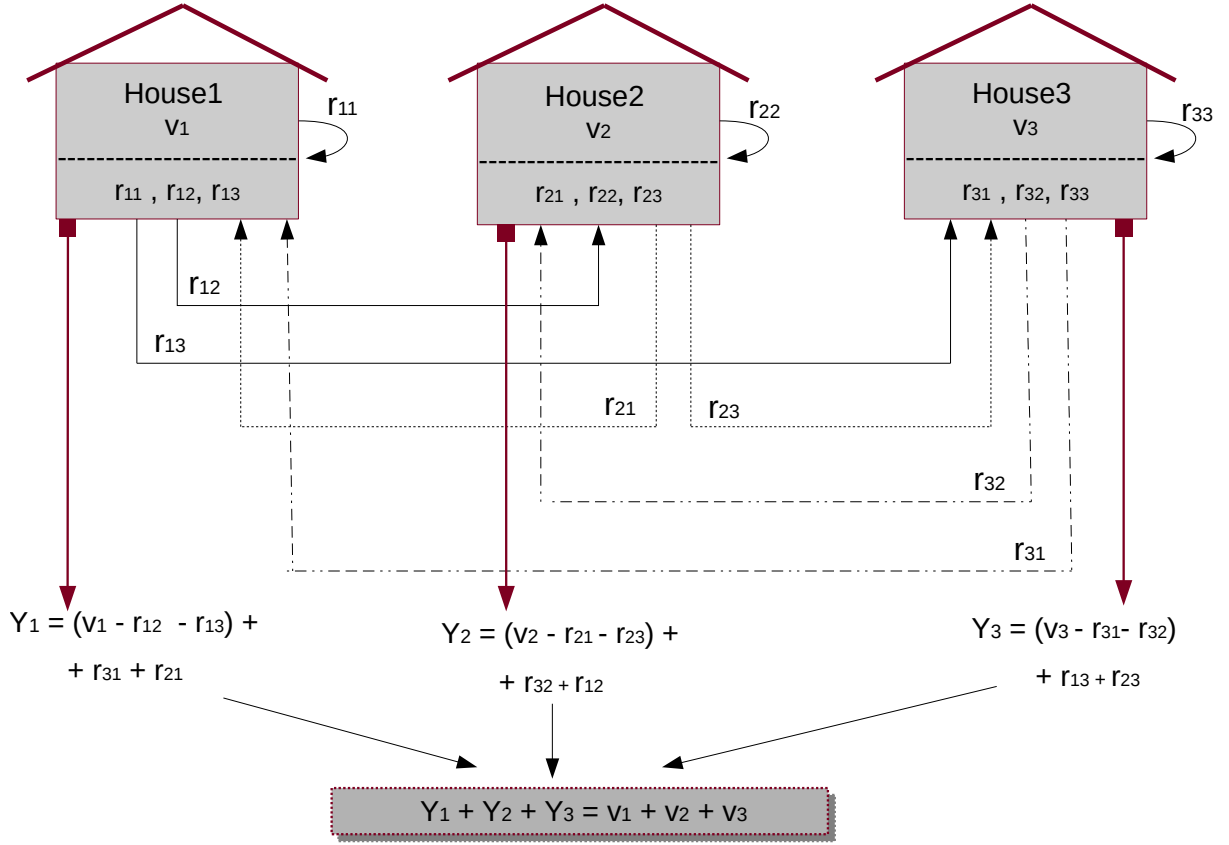 House1
v1
r11
r11 , r12, r13
House2
v2
r22
r21 , r22, r23
House3
v3
r33
r31 , r32, r33
r12
r13
r21
r23
r32
r31
Y1 = (v1 - r12 - r13) +
+ r31 + r21
Y2 = (v2 - r21 - r23) +
+ r32 + r12
Y3 = (v3 - r31- r32)
+ r13 + r23
Y1 + Y2 + Y3 = v1 + v2 + v3